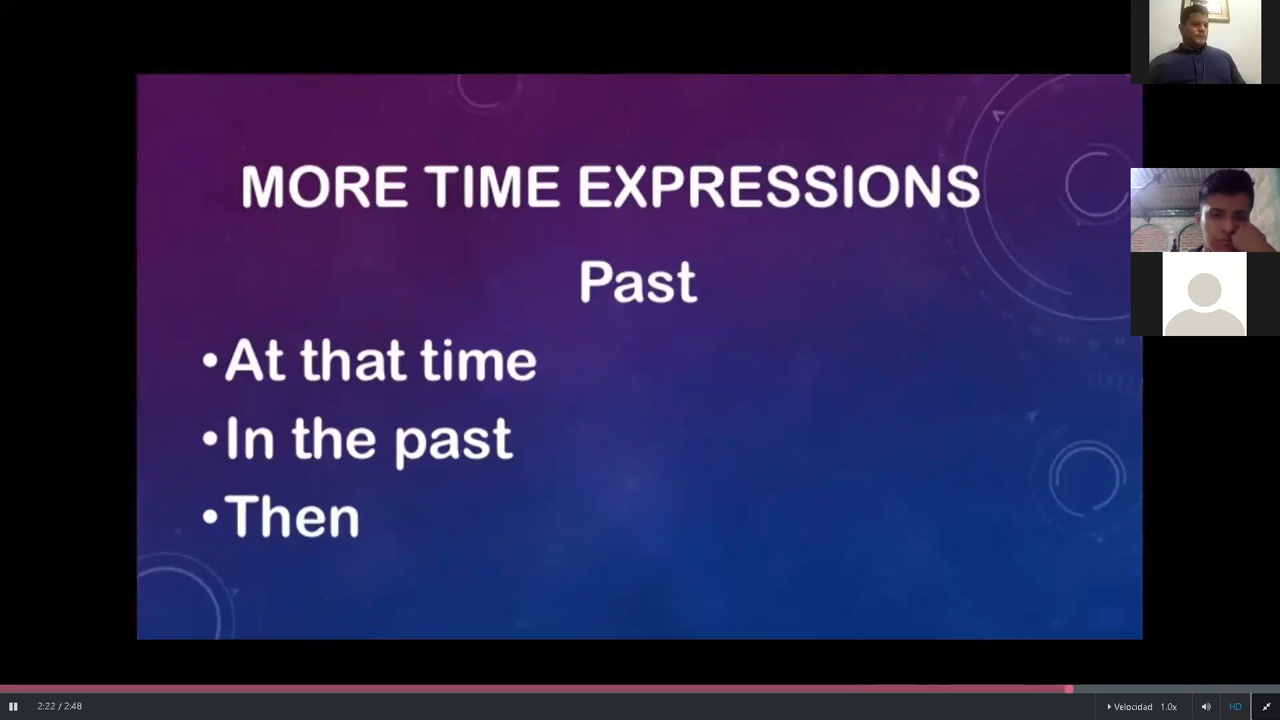 MORE TIME EXPRESSIONS
Past
•At that time
•In the past
•Then
2:22 / 2:48
Velocidad 1.0x
HD